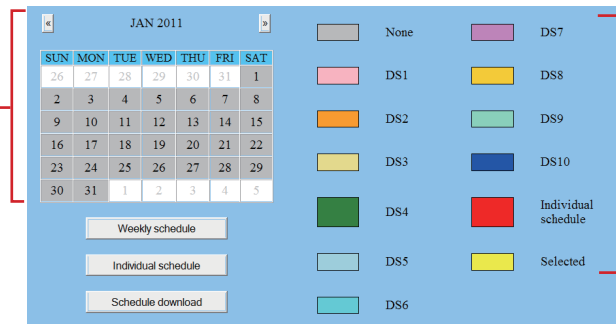 « JAN 2011 »
SUN MON TUE WED THU FRI SAT
26 27 28 29 30 31 1
2 3 4 5 6 7 8
9 10 11 12 13 14 15
16 17 18 19 20 21 22
23 24 25 26 27 28 29
30 31 1 2 3 4 5
Weekly schedule
Individual schedule
Schedule download
None
DS1
DS2
DS3
DS4
DS5
DS6
DS7
DS8
DS9
DS10
Individual
schedule
Selected